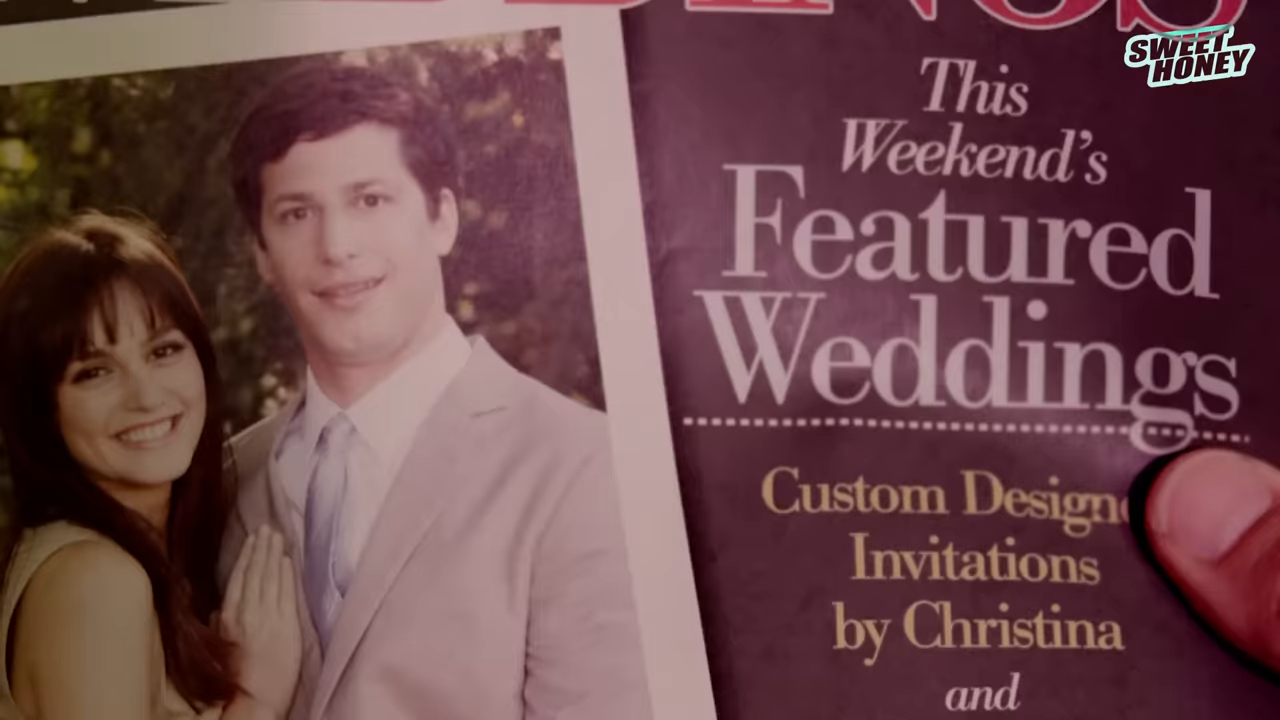 SWEET
HONEY
This
Weekend's
Featured
Weddings
Custom Design
Invitations
by Christina
and